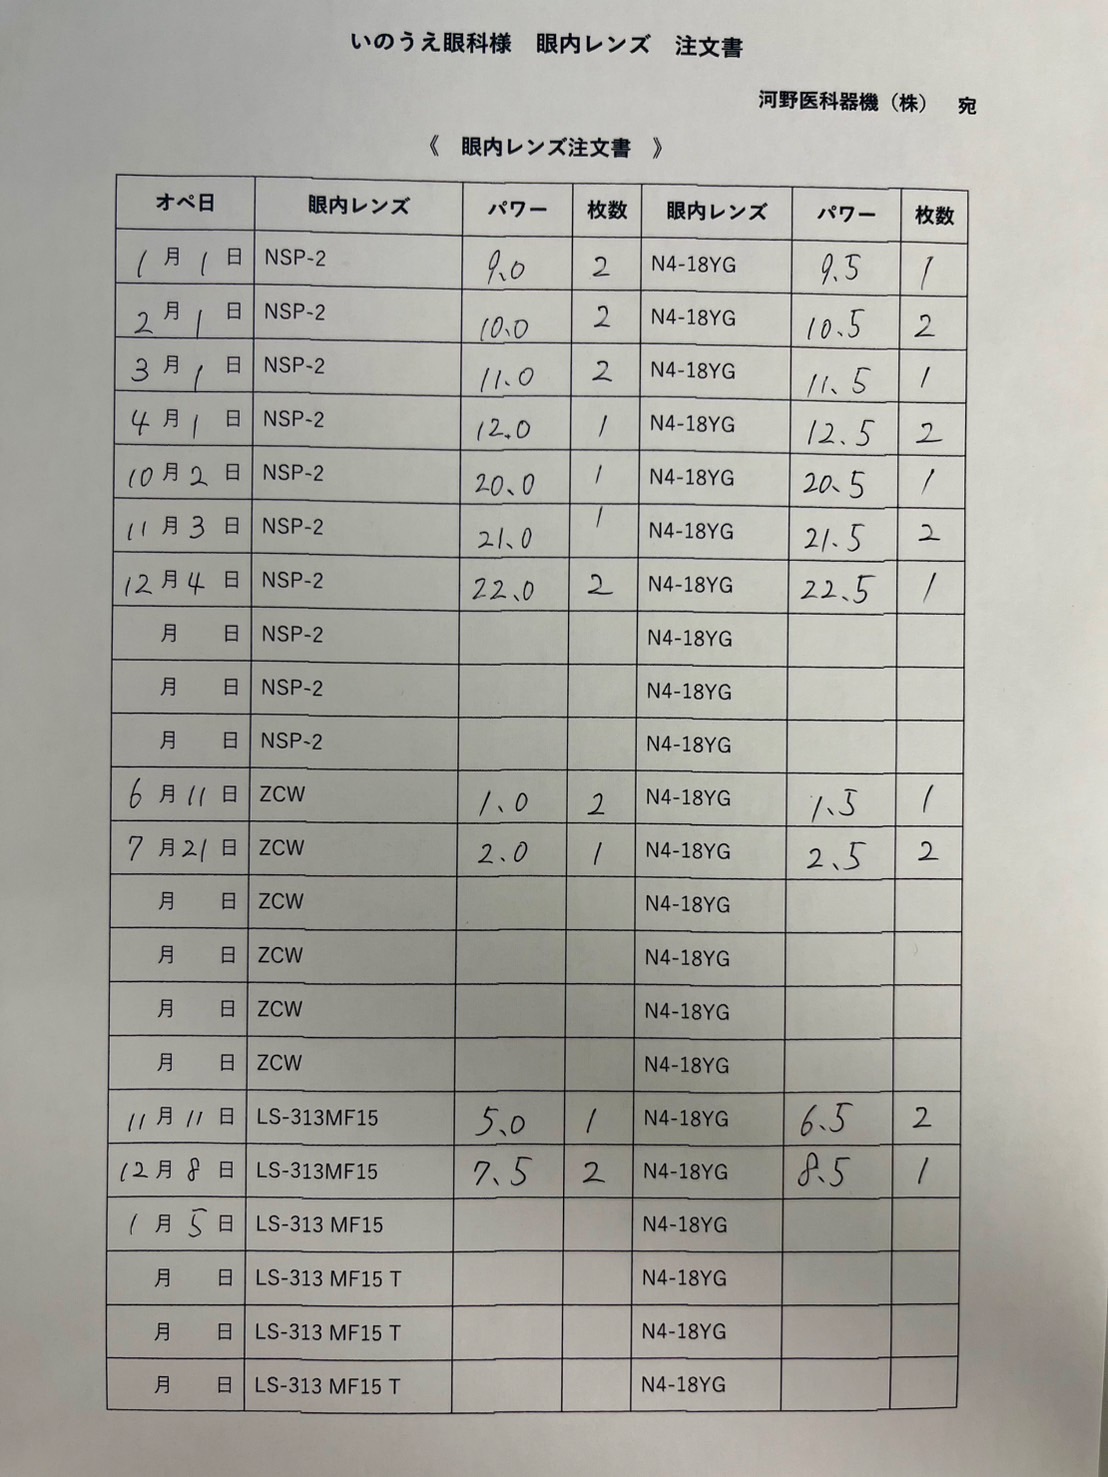 いのうえ眼科様　眼内レンズ　注文書
河野医科器機（株）　宛
《　眼内レンズ注文書　》
オペ日 眼内レンズ パワー 枚数 眼内レンズ パワー 枚数
1月1日 NSP-2 9.0 2 N4-18YG 9.5 1
2月1日 NSP-2 10.0 2 N4-18YG 10.5 2
3月1日 NSP-2 11.0 2 N4-18YG 11.5 1
4月1日 NSP-2 12.0 1 N4-18YG 12.5 2
10月2日 NSP-2 20.0 1 N4-18YG 20.5 1
11月3日 NSP-2 21.0 1 N4-18YG 21.5 2
12月4日 NSP-2 22.0 2 N4-18YG 22.5 1
月　日 NSP-2 N4-18YG
月　日 NSP-2 N4-18YG
月　日 NSP-2 N4-18YG
6月11日 ZCW 1.0 2 N4-18YG 1.5 1
7月21日 ZCW 2.0 1 N4-18YG 2.5 2
月　日 ZCW N4-18YG
月　日 ZCW N4-18YG
月　日 ZCW N4-18YG
月　日 ZCW N4-18YG
11月11日 LS-313MF15 5.0 1 N4-18YG 6.5 2
12月8日 LS-313MF15 7.5 2 N4-18YG 8.5 1
1月5日 LS-313 MF15 N4-18YG
月　日 LS-313 MF15 T N4-18YG
月　日 LS-313 MF15 T N4-18YG
月　日 LS-313 MF15 T N4-18YG